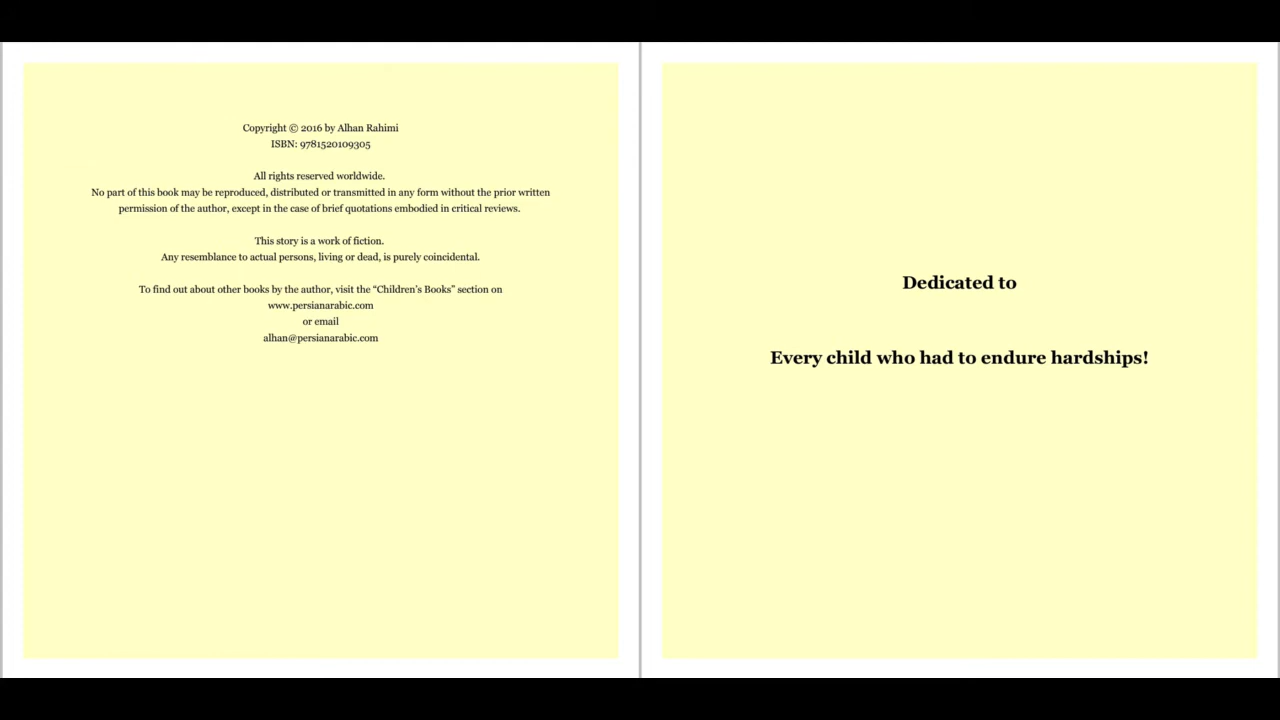 Copyright © 2016 by Alhan Rahimi
ISBN: 9781520109305
All rights reserved worldwide.
No part of this book may be reproduced, distributed or transmitted in any form without the prior written
permission of the author, except in the case of brief quotations embodied in critical reviews.
This story is a work of fiction.
Any resemblance to actual persons, living or dead, is purely coincidental.
To find out about other books by the author, visit the “Children’s Books” section on
www.persianarabic.com
or email
alhan@persianarabic.com
Dedicated to
Every child who had to endure hardships!